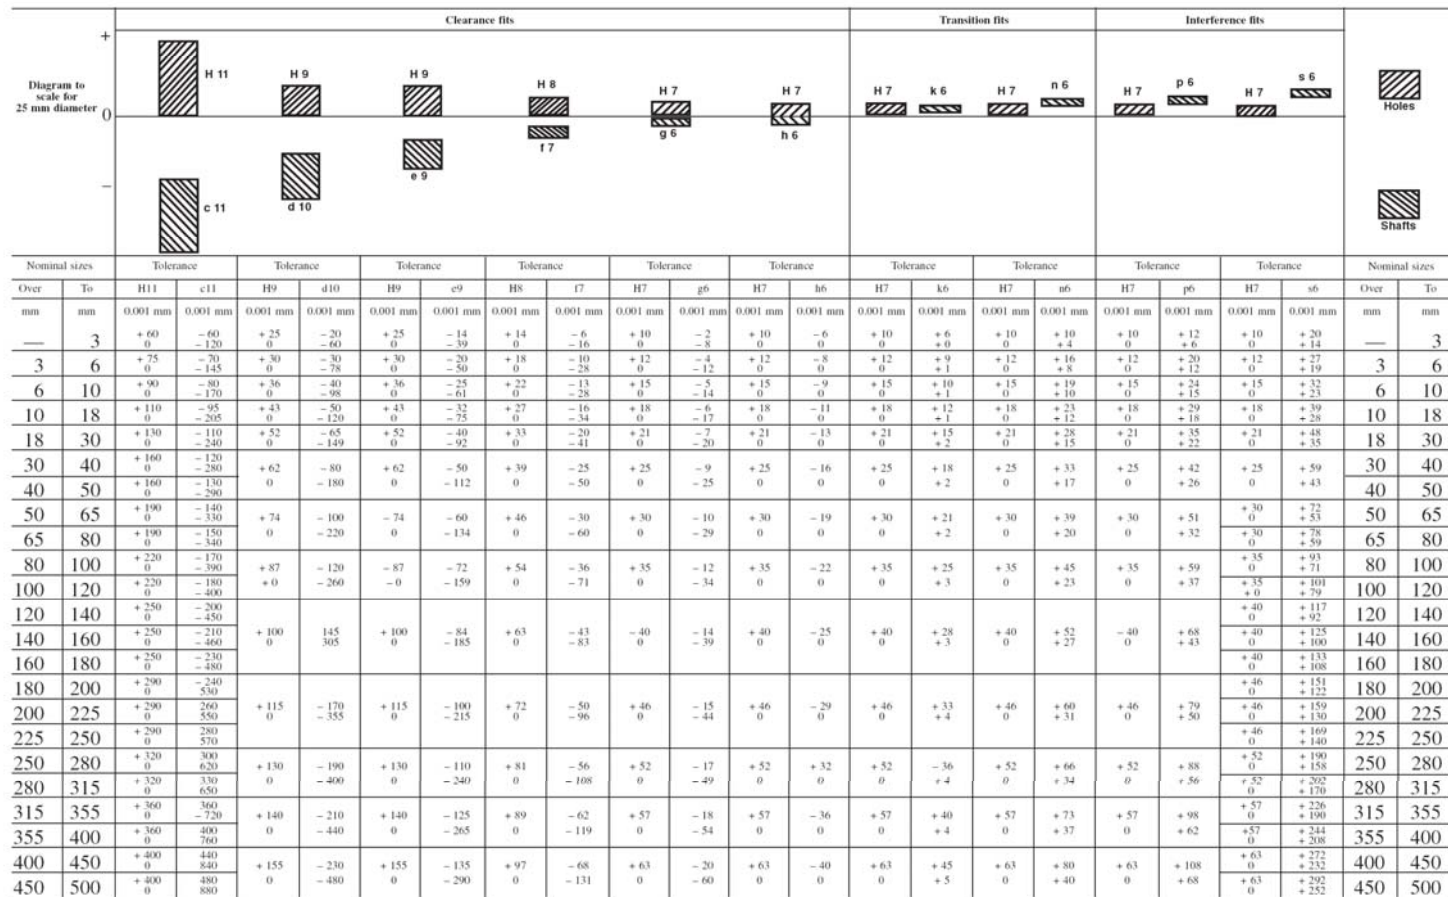 Clearance fits Transition fits Interference fits
Diagram to scale for 25 mm diameter
+
0
−
H 11 H 9 H 9 H 8 H 7 H 7 H 7 k 6 H 7 n 6 H 7 p 6 H 7 s 6
c 11 d 10 e 9 f 7 g 6 h 6
Holes
Shafts
Nominal sizes Tolerance Tolerance Tolerance Tolerance Tolerance Tolerance Tolerance Tolerance Tolerance Tolerance Nominal sizes
Over To H11 c11 H9 d10 H9 e9 H8 f7 H7 g6 H7 h6 H7 k6 H7 n6 H7 p6 H7 s6 Over To
mm mm 0.001 mm 0.001 mm 0.001 mm 0.001 mm 0.001 mm 0.001 mm 0.001 mm 0.001 mm 0.001 mm 0.001 mm 0.001 mm 0.001 mm 0.001 mm 0.001 mm 0.001 mm 0.001 mm 0.001 mm 0.001 mm 0.001 mm 0.001 mm mm mm
— 3 + 60 − 60 + 25 − 20 + 25 − 14 + 14 − 6 + 10 − 2 + 10 − 6 + 10 + 6 + 10 + 10 + 10 + 12 + 10 + 20 — 3
0 − 120 0 − 60 0 − 39 0 − 16 0 − 8 0 0 0 + 0 0 + 4 0 + 6 0 + 14
3 6 + 75 − 70 + 30 − 30 + 30 − 20 + 18 − 10 + 12 − 4 + 12 − 8 + 12 + 9 + 12 + 16 + 12 + 20 + 12 + 27 3 6
0 − 145 0 − 78 0 − 50 0 − 28 0 − 12 0 0 0 + 1 0 + 8 0 + 12 0 + 19
6 10 + 90 − 80 + 36 − 40 + 36 − 25 + 22 − 13 + 15 − 5 + 15 − 9 + 15 + 10 + 15 + 19 + 15 + 24 + 15 + 32 6 10
0 − 170 0 − 98 0 − 61 0 − 28 0 − 14 0 0 0 + 1 0 + 10 0 + 15 0 + 23
10 18 + 110 − 95 + 43 − 50 + 43 − 32 + 27 − 16 + 18 − 6 + 18 − 11 + 18 + 12 + 18 + 23 + 18 + 29 + 18 + 39 10 18
0 − 205 0 − 120 0 − 75 0 − 34 0 − 17 0 0 0 + 1 0 + 12 0 + 18 0 + 28
18 30 + 130 − 110 + 52 − 65 + 52 − 40 + 33 − 20 + 21 − 7 + 21 − 13 + 21 + 15 + 21 + 28 + 21 + 35 + 21 + 48 18 30
0 − 240 0 − 149 0 − 92 0 − 41 0 − 20 0 0 0 + 2 0 + 15 0 + 22 0 + 35
30 40 + 160 − 120 + 62 − 80 + 62 − 50 + 39 − 25 + 25 − 9 + 25 − 16 + 25 + 18 + 25 + 33 + 25 + 42 + 25 + 59 30 40
0 − 280
40 50 + 160 − 130 0 − 180 0 − 112 0 − 50 0 − 25 0 0 0 + 2 0 + 17 0 + 26 0 + 43 40 50
0 − 290
50 65 + 190 − 140 + 74 − 100 − 74 − 60 + 46 − 30 + 30 − 10 + 30 − 19 + 30 + 21 + 30 + 39 + 30 + 51 + 30 + 72 50 65
0 − 330 0 + 53
65 80 + 190 − 150 0 − 220 0 − 134 0 − 60 0 − 29 0 0 0 + 2 0 + 20 0 + 32 + 30 + 78 65 80
0 − 340 0 + 59
80 100 + 220 − 170 + 87 − 120 − 87 − 72 + 54 − 36 + 35 − 12 + 35 − 22 + 35 + 25 + 35 + 45 + 35 + 59 + 35 + 93 80 100
0 − 390 0 + 71
100 120 + 220 − 180 + 0 − 260 − 0 − 159 0 − 71 0 − 34 0 0 0 + 3 0 + 23 0 + 37 + 35 + 101 100 120
0 − 400 + 0 + 79
120 140 + 250 − 200 + 40 + 117 120 140
0 − 450 0 + 92
140 160 + 250 − 210 + 100 145 + 100 − 84 + 63 − 43 − 40 − 14 + 40 − 25 + 40 + 28 + 40 + 52 − 40 + 68 + 40 + 125 140 160
0 − 460 0 305 0 − 185 0 − 83 0 − 39 0 0 0 + 3 0 + 27 0 + 43 0 + 100
160 180 + 250 − 230 + 40 + 133 160 180
0 − 480 0 + 108
180 200 + 290 − 240 + 46 + 151 180 200
0 530 0 + 122
200 225 + 290 260 + 115 − 170 + 115 − 100 + 72 − 50 + 46 − 15 + 46 − 29 + 46 + 33 + 46 + 60 + 46 + 79 + 46 + 159 200 225
0 550 0 − 355 0 − 215 0 − 96 0 − 44 0 0 0 + 4 0 + 31 0 + 50 0 + 130
225 250 + 290 280 + 46 + 169 225 250
0 570 0 + 140
250 280 + 320 300 + 130 − 190 + 130 − 110 + 81 − 56 + 52 − 17 + 52 + 32 + 52 − 36 + 52 + 66 + 52 + 88 + 52 + 190 250 280
0 620 0 + 158
280 315 + 320 330 0 − 400 0 − 240 0 − 108 0 − 49 0 0 0 + 4 0 + 34 0 + 56 + 52 + 202 280 315
0 650 0 + 170
315 355 + 360 360 + 140 − 210 + 140 − 125 + 89 − 62 + 57 − 18 + 57 − 36 + 57 + 40 + 57 + 73 + 57 + 98 + 57 + 226 315 355
0 − 720 0 + 190
355 400 + 360 400 0 − 440 0 − 265 0 − 119 0 − 54 0 0 0 + 4 0 + 37 0 + 62 +57 + 244 355 400
0 760 0 + 208
400 450 + 400 440 + 155 − 230 + 155 − 135 + 97 − 68 + 63 − 20 + 63 − 40 + 63 + 45 + 63 + 80 + 63 + 108 + 63 + 272 400 450
0 840 0 + 232
450 500 + 400 480 0 − 480 0 − 290 0 − 131 0 − 60 0 0 0 + 5 0 + 40 0 + 68 + 63 + 292 450 500
0 880 0 + 252